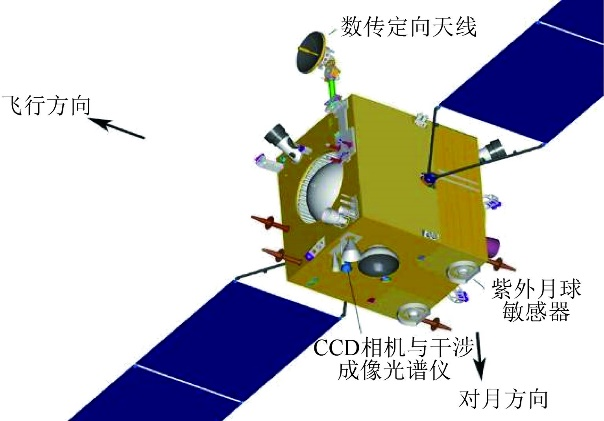 数传定向天线
飞行方向
紫外月球
敏感器
CCD相机与干涉
成像光谱仪
对月方向